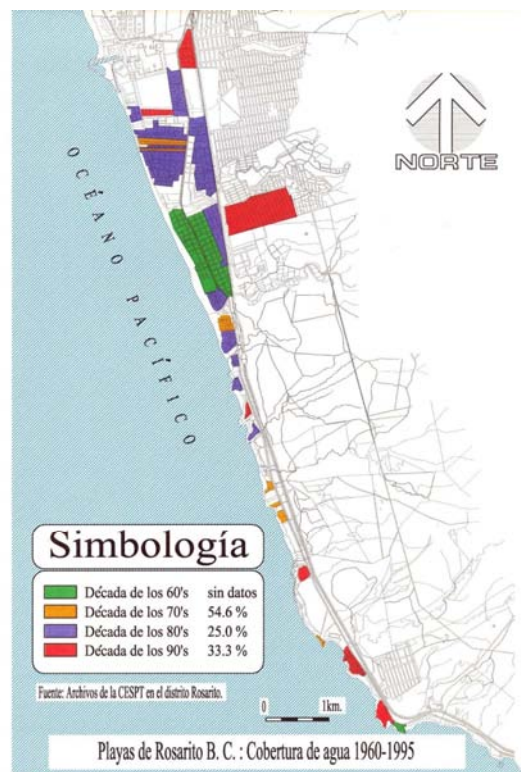 NORTE
OCÉANO PACÍFICO
Simbología
Década de los 60's sin datos
Década de los 70's 54.6 %
Década de los 80's 25.0 %
Década de los 90's 33.3 %
Fuente: Archivos de la CESPT en el distrito Rosarito.
0 1km.
Playas de Rosarito B. C. : Cobertura de agua 1960-1995